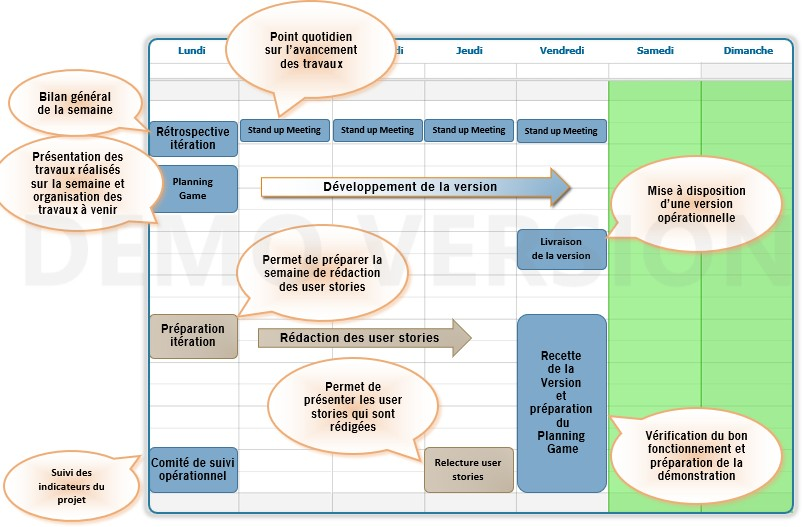 Point quotidien
sur l'avancement
des travaux
Lundi
di
Jeudi
Vendredi
Samedi
Dimanche
Bilan général
de la semaine
Rétrospective
itération
Stand up Meeting
Stand up Meeting
Stand up Meeting
Stand up Meeting
Présentation des
travaux réalisés
sur la semaine et
organisation des
travaux à venir
Planning
Game
Développement de la version
Mise à disposition
d'une version
opérationnelle
Livraison
de la version
DEMO VERSION
Permet de préparer la
semaine de rédaction
des user stories
Préparation
itération
Rédaction des user stories
Recette
de la
Version
et
préparation
du
Planning
Game
Permet de
présenter les user
stories qui sont
rédigées
Vérification du bon
fonctionnement et
préparation de la
démonstration
Suivi des
indicateurs du
projet
Comité de suivi
opérationnel
Relecture user
stories